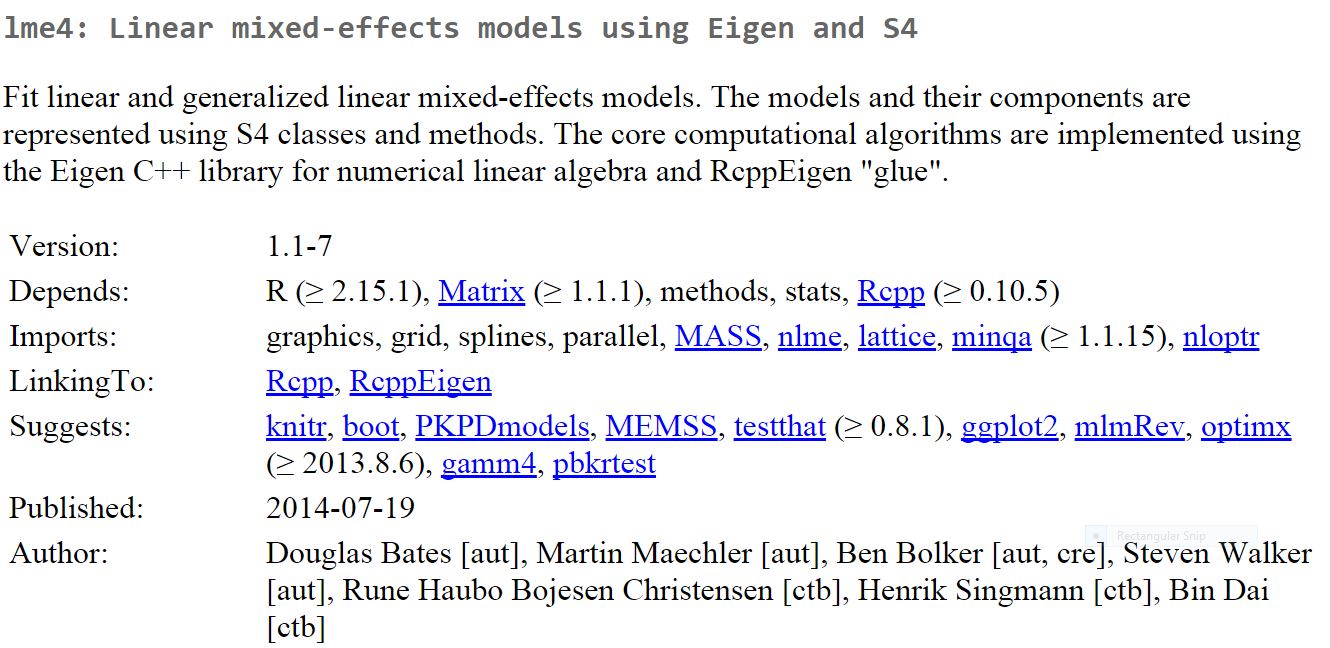 lme4: Linear mixed-effects models using Eigen and S4
Fit linear and generalized linear mixed-effects models. The models and their components are
represented using S4 classes and methods. The core computational algorithms are implemented using
the Eigen C++ library for numerical linear algebra and RcppEigen "glue".
Version: 1.1-7
Depends: R (≥ 2.15.1), Matrix (≥ 1.1.1), methods, stats, Rcpp (≥ 0.10.5)
Imports: graphics, grid, splines, parallel, MASS, nlme, lattice, minqa (≥ 1.1.15), nloptr
LinkingTo: Rcpp, RcppEigen
Suggests: knitr, boot, PKPDmodels, MEMSS, testthat (≥ 0.8.1), ggplot2, mlmRev, optimx
(≥ 2013.8.6), gamm4, pbkrtest
Published: 2014-07-19
Rectangular Snip
Author: Douglas Bates [aut], Martin Maechler [aut], Ben Bolker [aut, cre], Steven Walker
[aut], Rune Haubo Bojesen Christensen [ctb], Henrik Singmann [ctb], Bin Dai
[ctb]